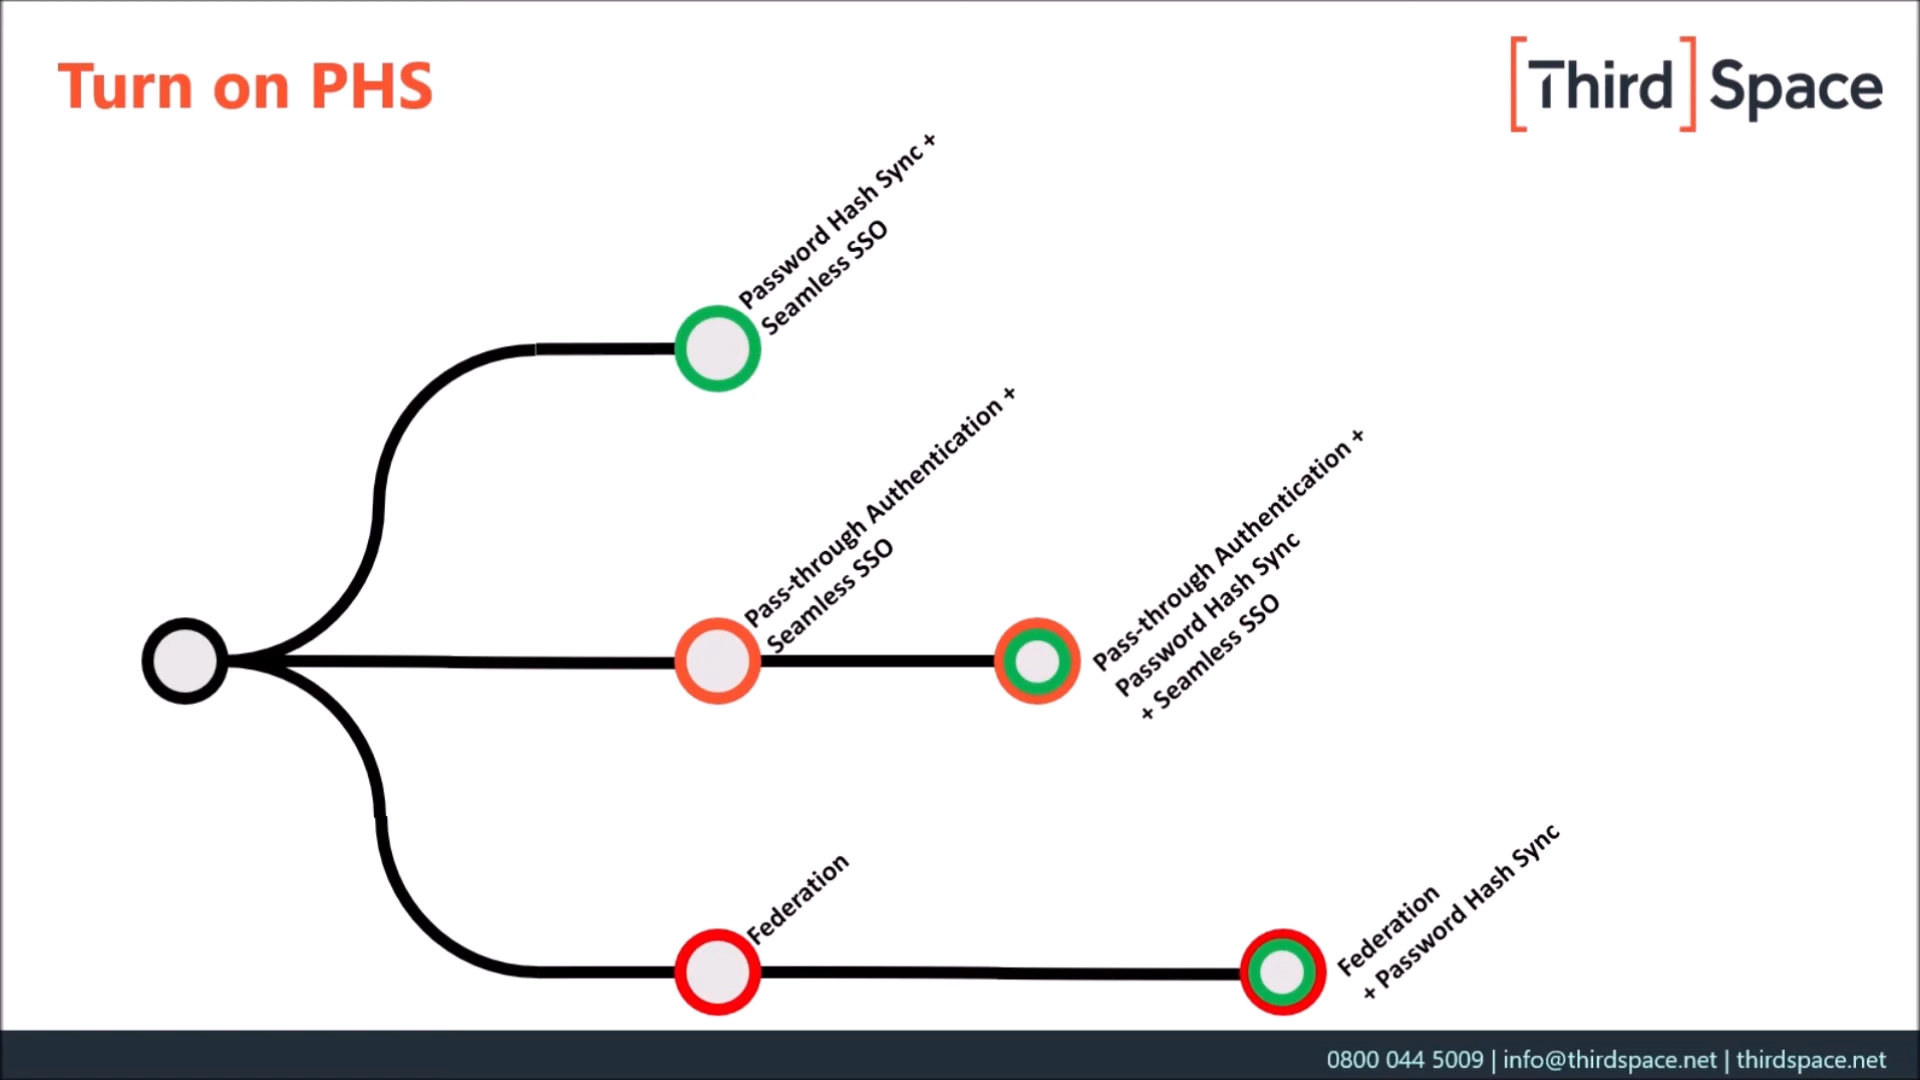 Turn on PHS
[Third] Space
Password Hash Sync +
Seamless SSO
Pass-through Authentication +
Seamless SSO
Pass-through Authentication +
Password Hash Sync
+ Seamless SSO
Federation
Federation
+ Password Hash Sync
0800 044 5009 | info@thirdspace.net | thirdspace.net